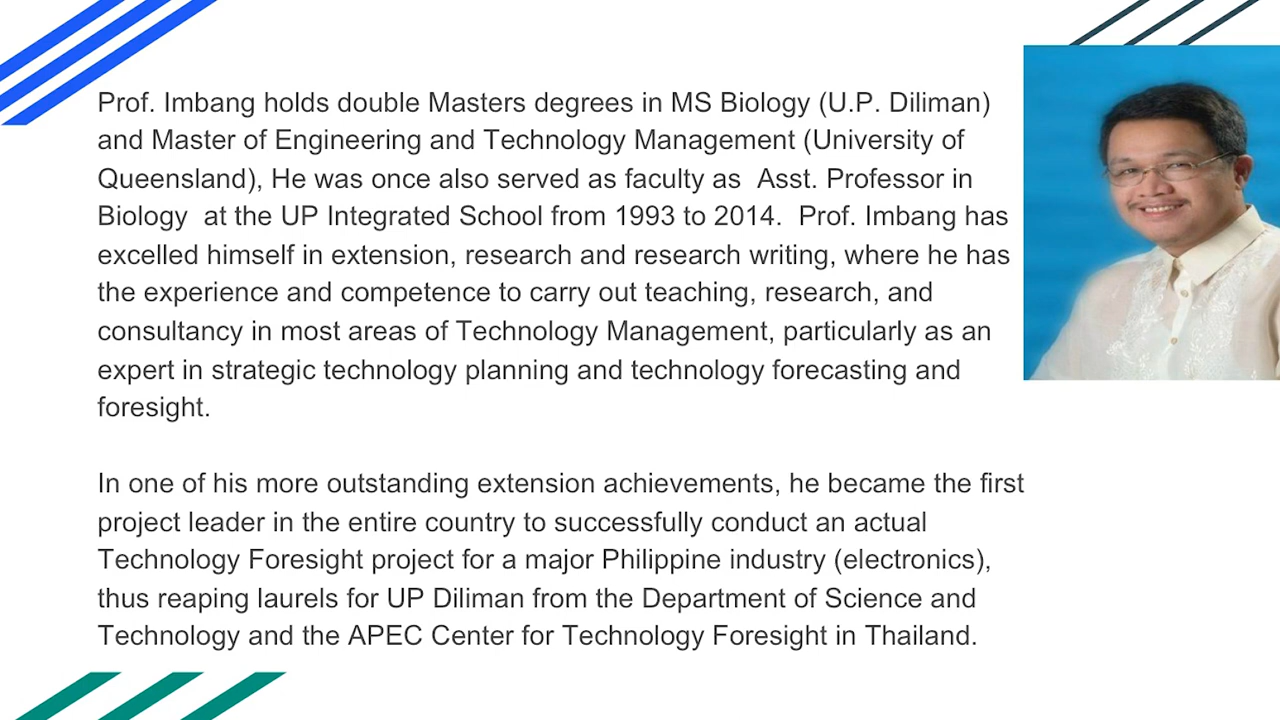 Prof. Imbang holds double Masters degrees in MS Biology (U.P. Diliman)
and Master of Engineering and Technology Management (University of
Queensland), He was once also served as faculty as  Asst. Professor in
Biology  at the UP Integrated School from 1993 to 2014.  Prof. Imbang has
excelled himself in extension, research and research writing, where he has
the experience and competence to carry out teaching, research, and
consultancy in most areas of Technology Management, particularly as an
expert in strategic technology planning and technology forecasting and
foresight.
In one of his more outstanding extension achievements, he became the first
project leader in the entire country to successfully conduct an actual
Technology Foresight project for a major Philippine industry (electronics),
thus reaping laurels for UP Diliman from the Department of Science and
Technology and the APEC Center for Technology Foresight in Thailand.